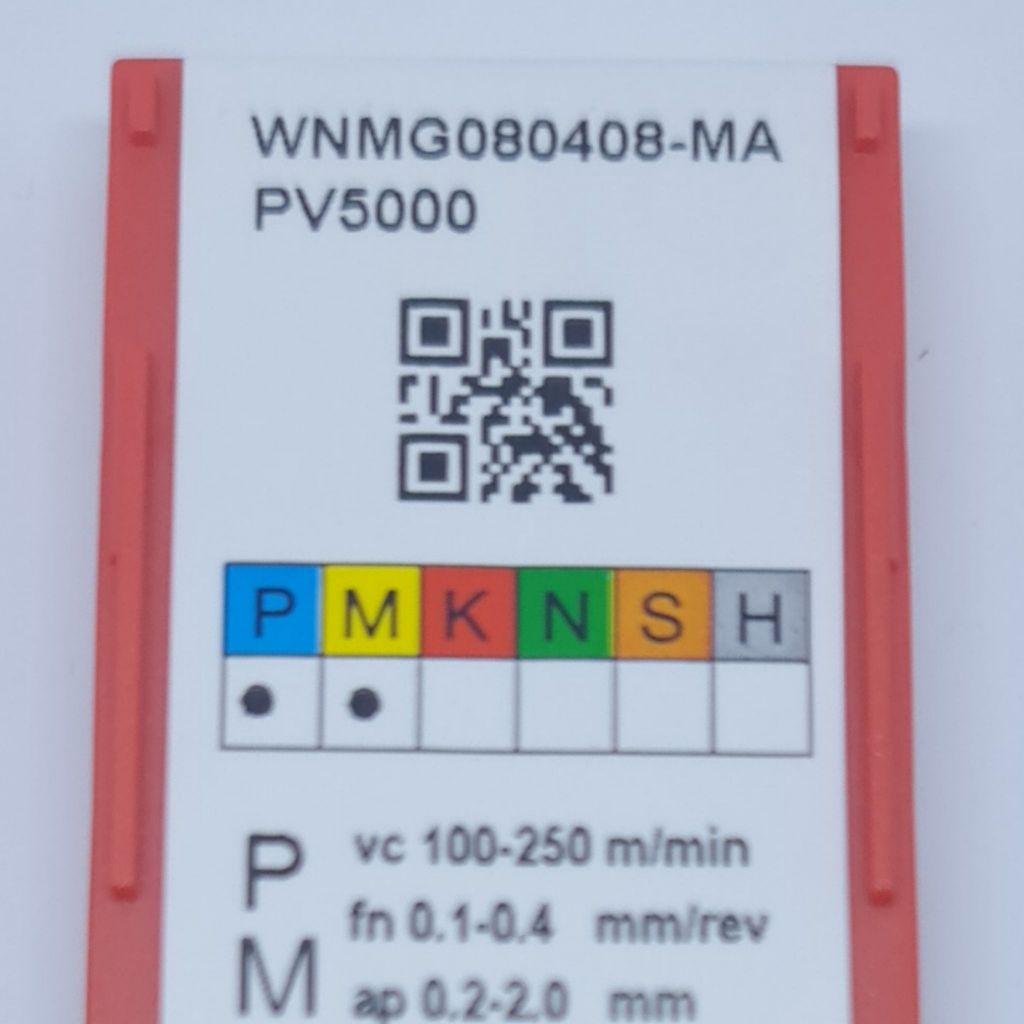 WNMG080408-MA
PV5000
P M K N S H
P vc 100-250 m/min
fn 0.1-0.4 mm/rev
M ap 0.2-2.0 mm